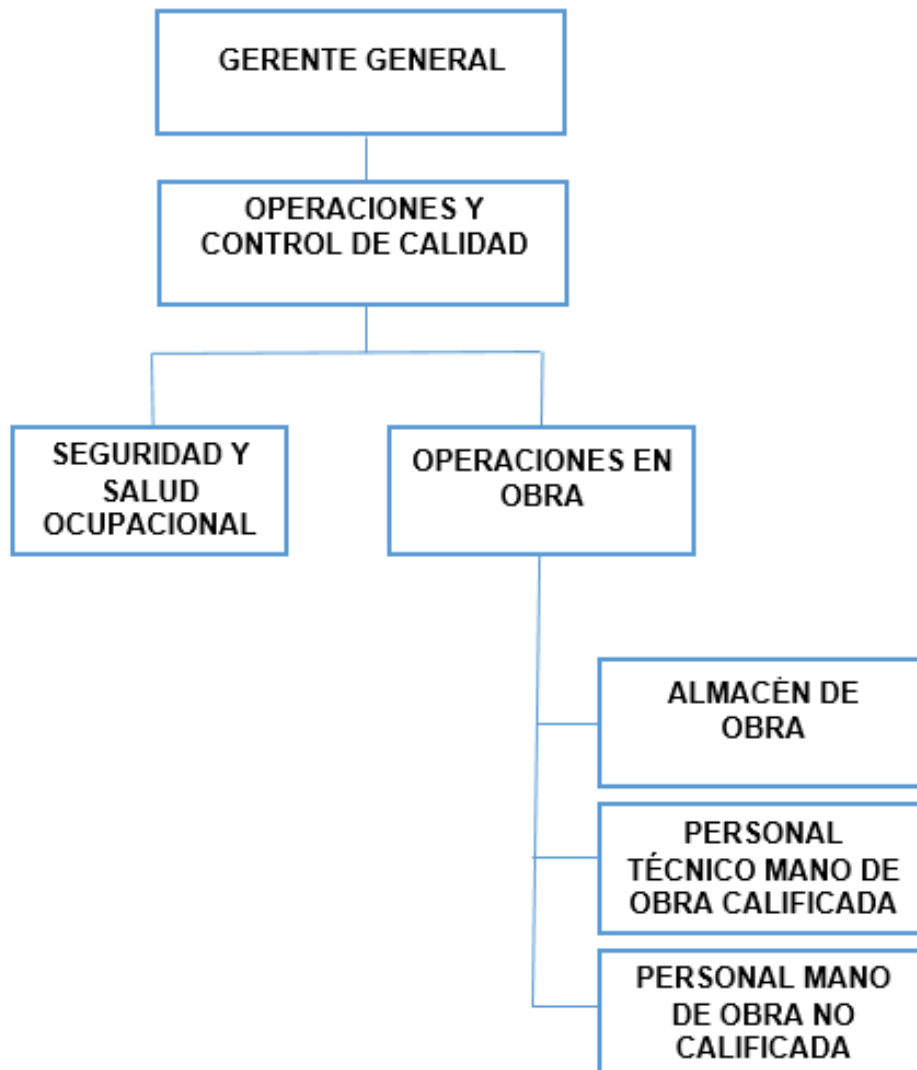 GERENTE GENERAL
OPERACIONES Y
CONTROL DE CALIDAD
SEGURIDAD Y
SALUD
OCUPACIONAL
OPERACIONES EN
OBRA
ALMACÉN DE
OBRA
PERSONAL
TÉCNICO MANO DE
OBRA CALIFICADA
PERSONAL MANO
DE OBRA NO
CALIFICADA